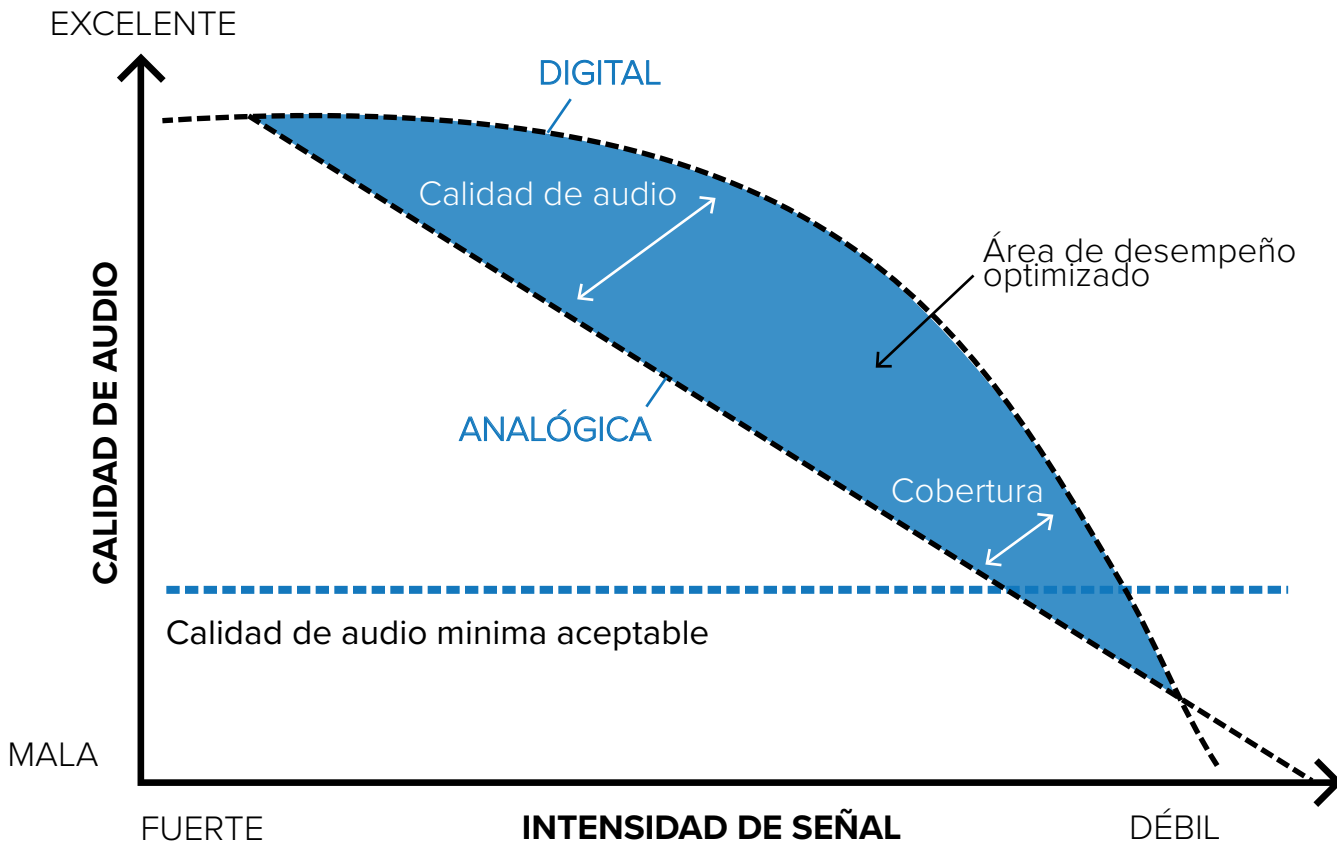 EXCELENTE
DIGITAL
Calidad de audio
Área de desempeño
optimizado
CALIDAD DE AUDIO
ANALÓGICA
Cobertura
Calidad de audio minima aceptable
MALA
FUERTE
INTENSIDAD DE SEÑAL
DÉBIL